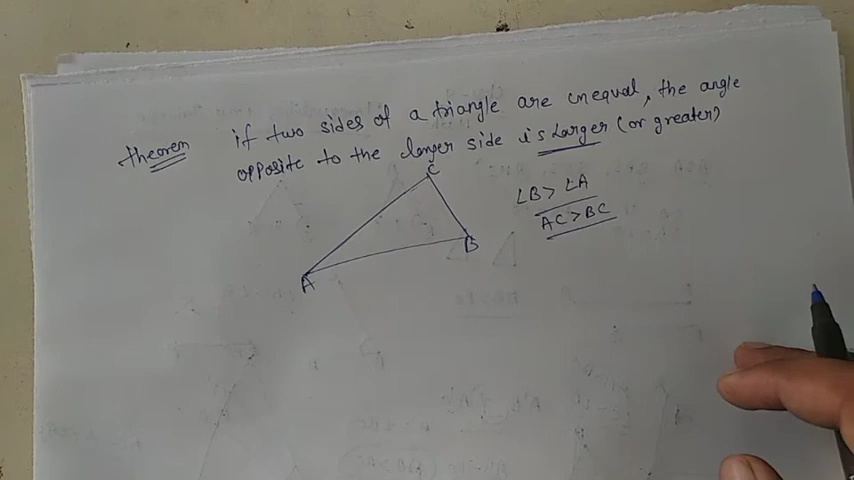 theorem if two sides of a triangle are unequal, the angle
opposite to the longer side is larger (or greater)
C
∠B > ∠A
AC > BC
B
A